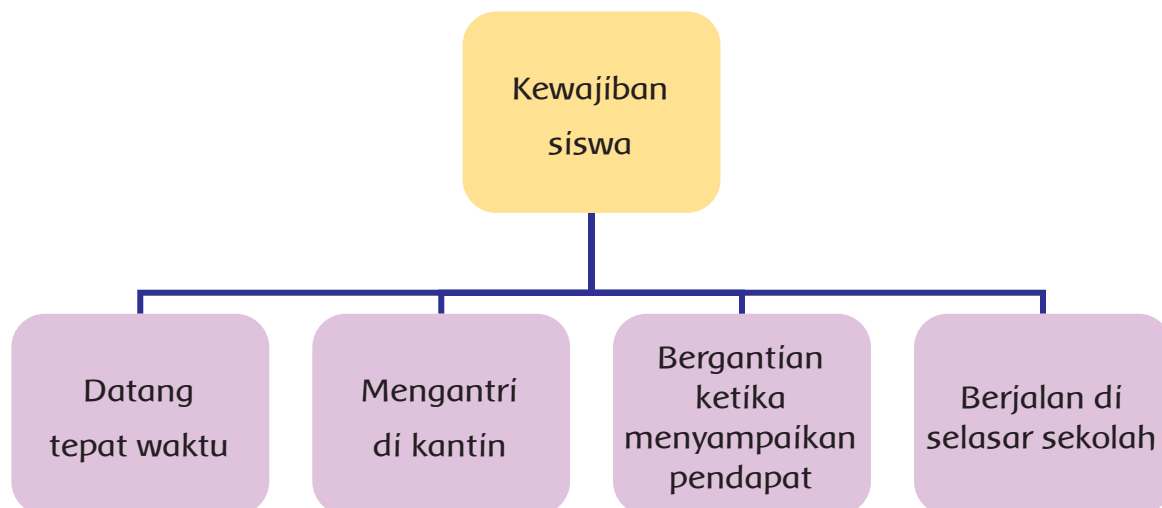 Kewajiban
siswa
Datang
tepat waktu
Mengantri
di kantin
Bergantian
ketika
menyampaikan
pendapat
Berjalan di
selasar sekolah